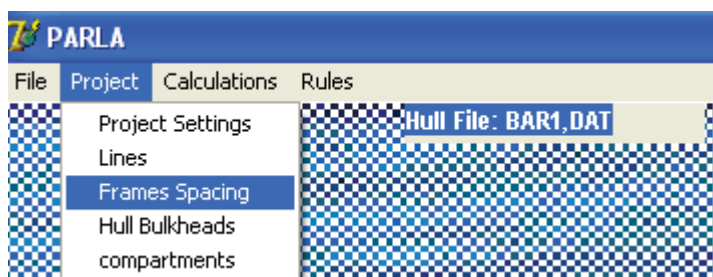 PARLA
File Project Calculations Rules
Hull File: BAR1,DAT
Project Settings
Lines
Frames Spacing
Hull Bulkheads
compartments